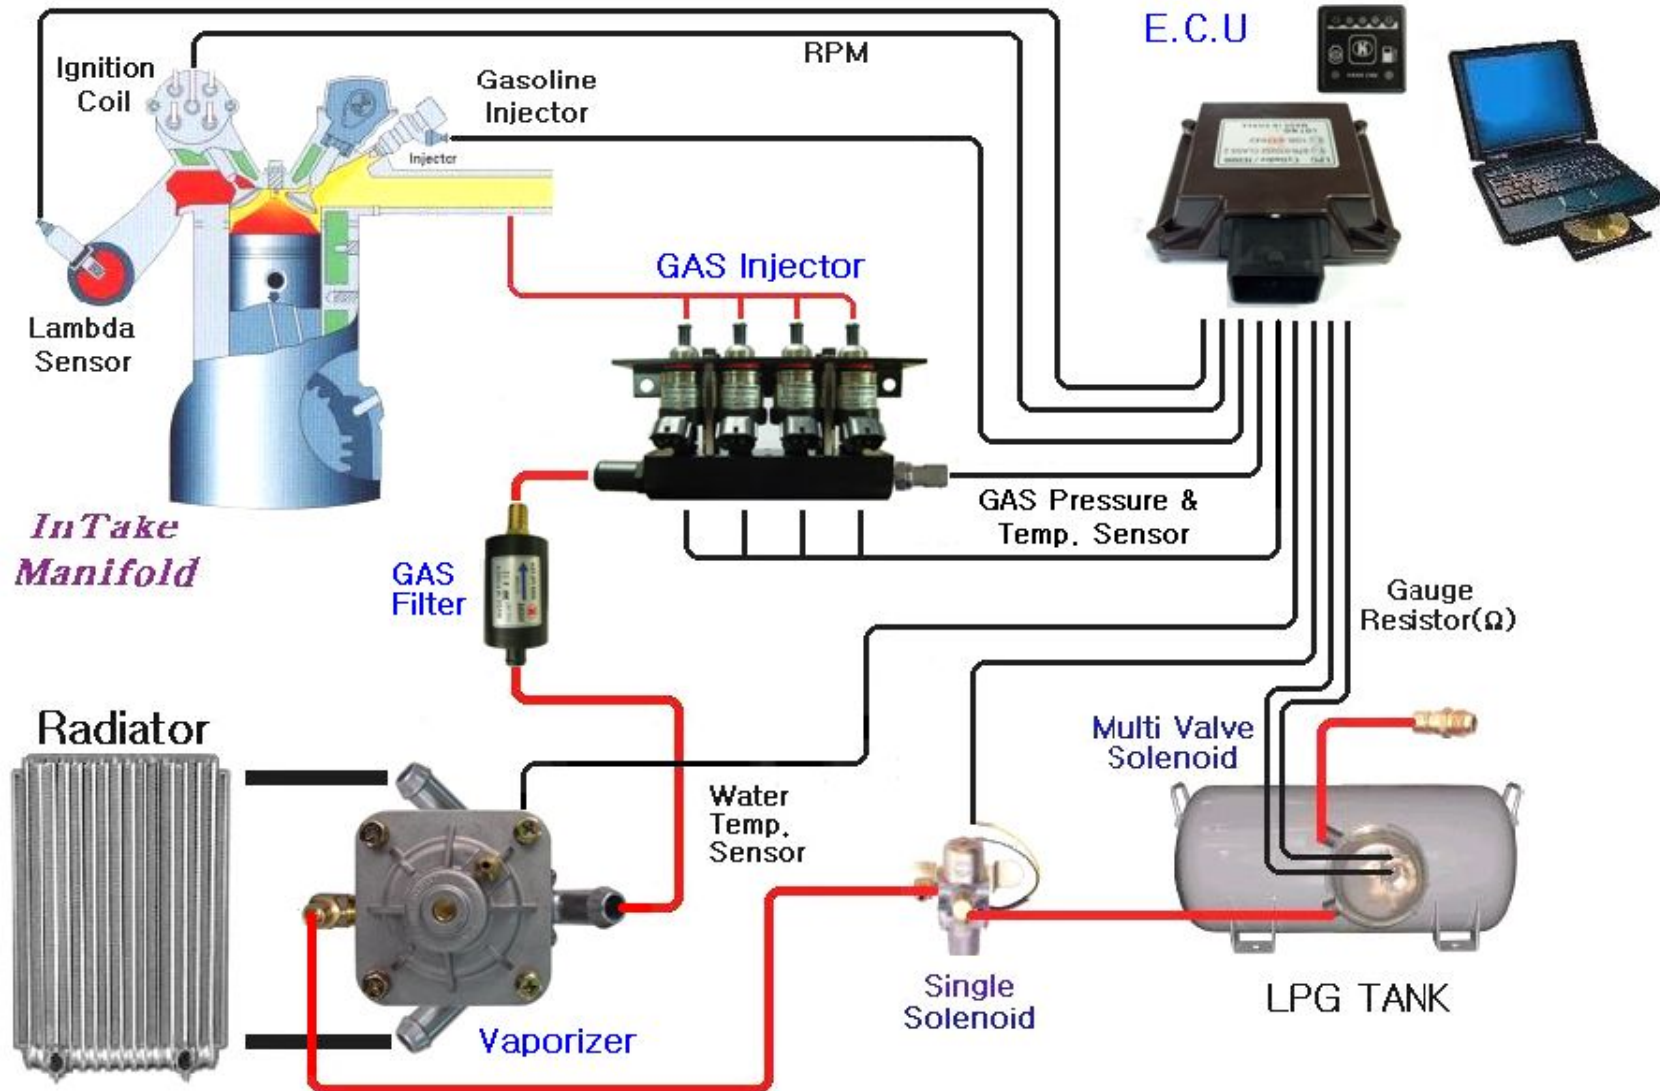 E.C.U
RPM
Ignition
Coil
Gasoline
Injector
Injector
GAS Injector
Lambda
Sensor
GAS Pressure &
Temp. Sensor
InTake
Manifold
GAS
Filter
Gauge
Resistor(Ω)
Radiator
Multi Valve
Solenoid
Water
Temp.
Sensor
Single
Solenoid
LPG TANK
Vaporizer